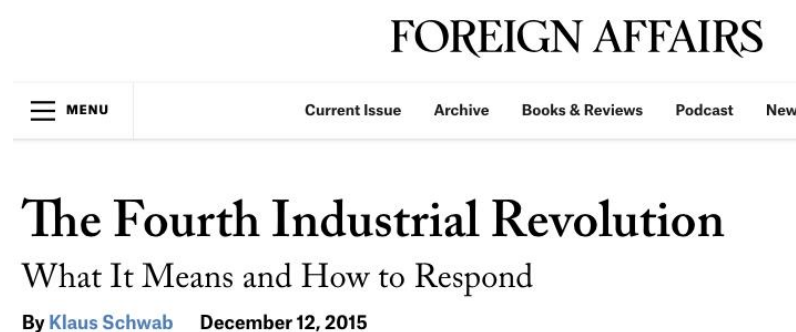 FOREIGN AFFAIRS
MENU Current Issue Archive Books & Reviews Podcast
The Fourth Industrial Revolution
What It Means and How to Respond
By Klaus Schwab December 12, 2015